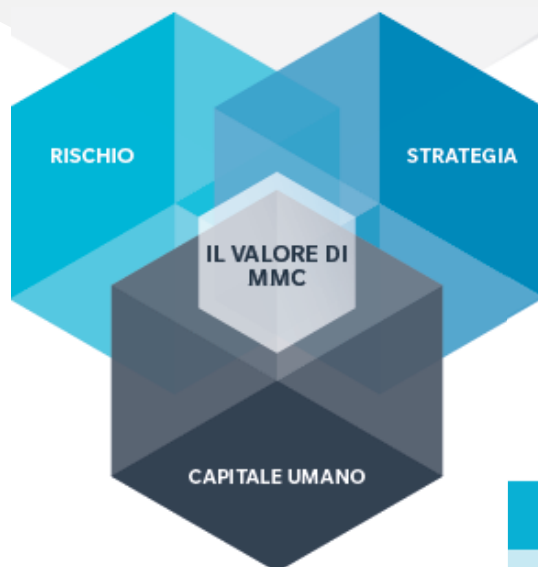 RISCHIO
STRATEGIA
IL VALORE DI
MMC
CAPITALE UMANO